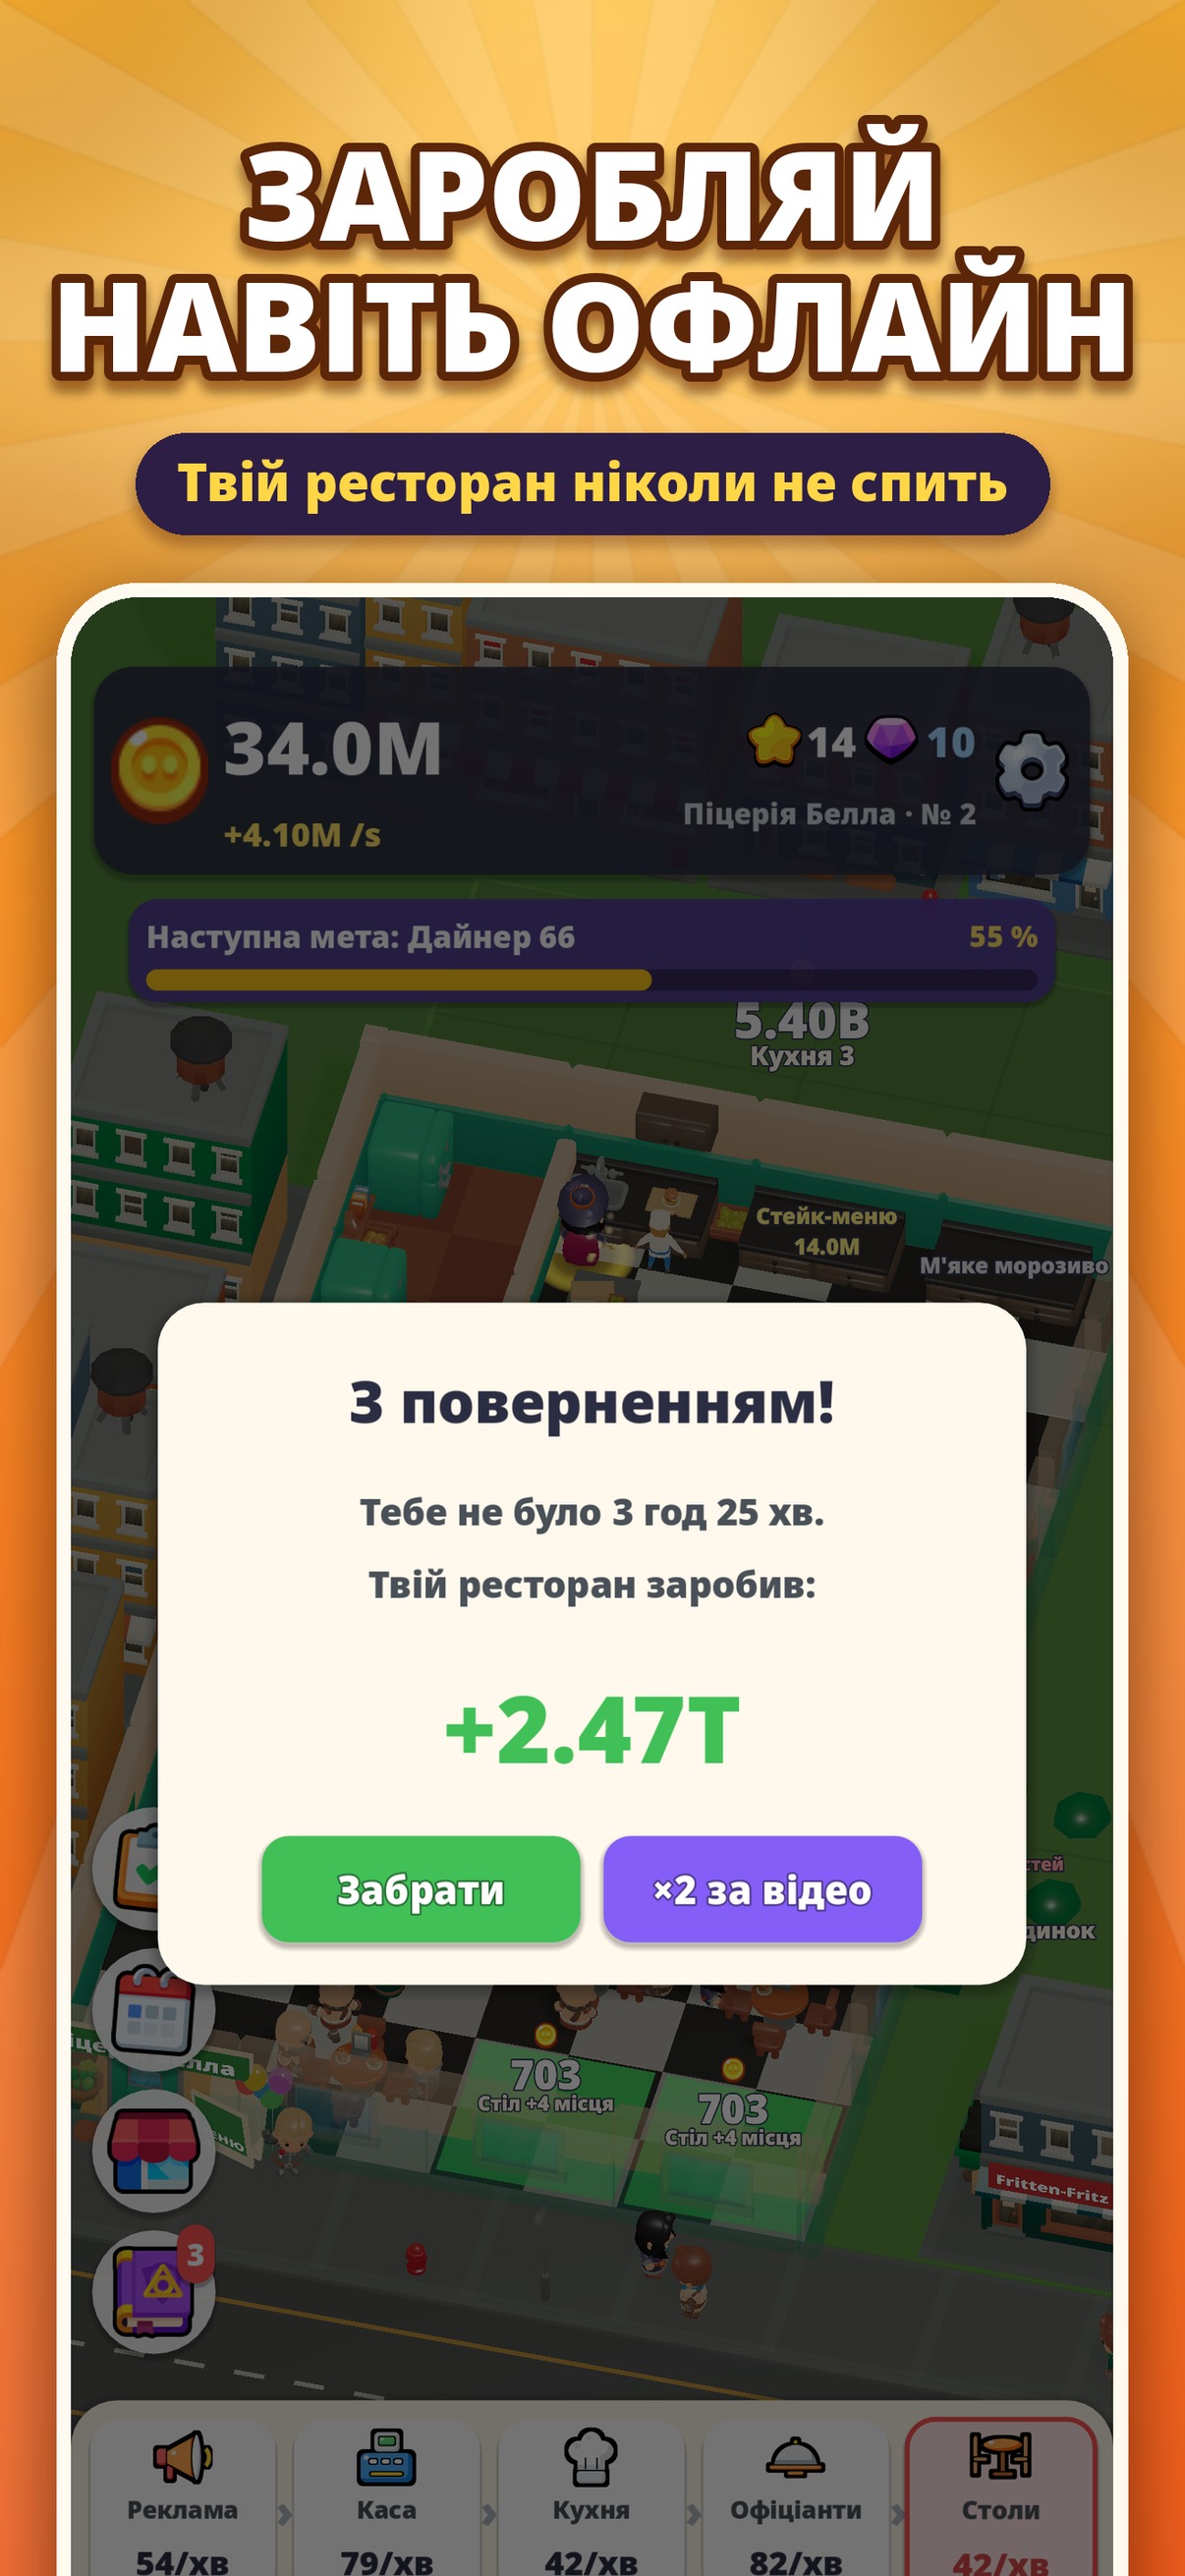 ЗАРОБЛЯЙ
НАВІТЬ ОФЛАЙН
Твій ресторан ніколи не спить
34.0M
14 10
+4.10M /s
Піцерія Белла · № 2
Наступна мета: Дайнер 66 55 %
5.40B
Кухня 3
Стейк-меню
14.0M
М'яке морозиво
З поверненням!
Тебе не було 3 год 25 хв.
Твій ресторан заробив:
+2.47T
Забрати ×2 за відео
703
Стіл +4 місця
703
Стіл +4 місця
Fritten-Fritz
3
Реклама Каса Кухня Офіціанти Столи
54/хв 79/хв 42/хв 82/хв 42/хв